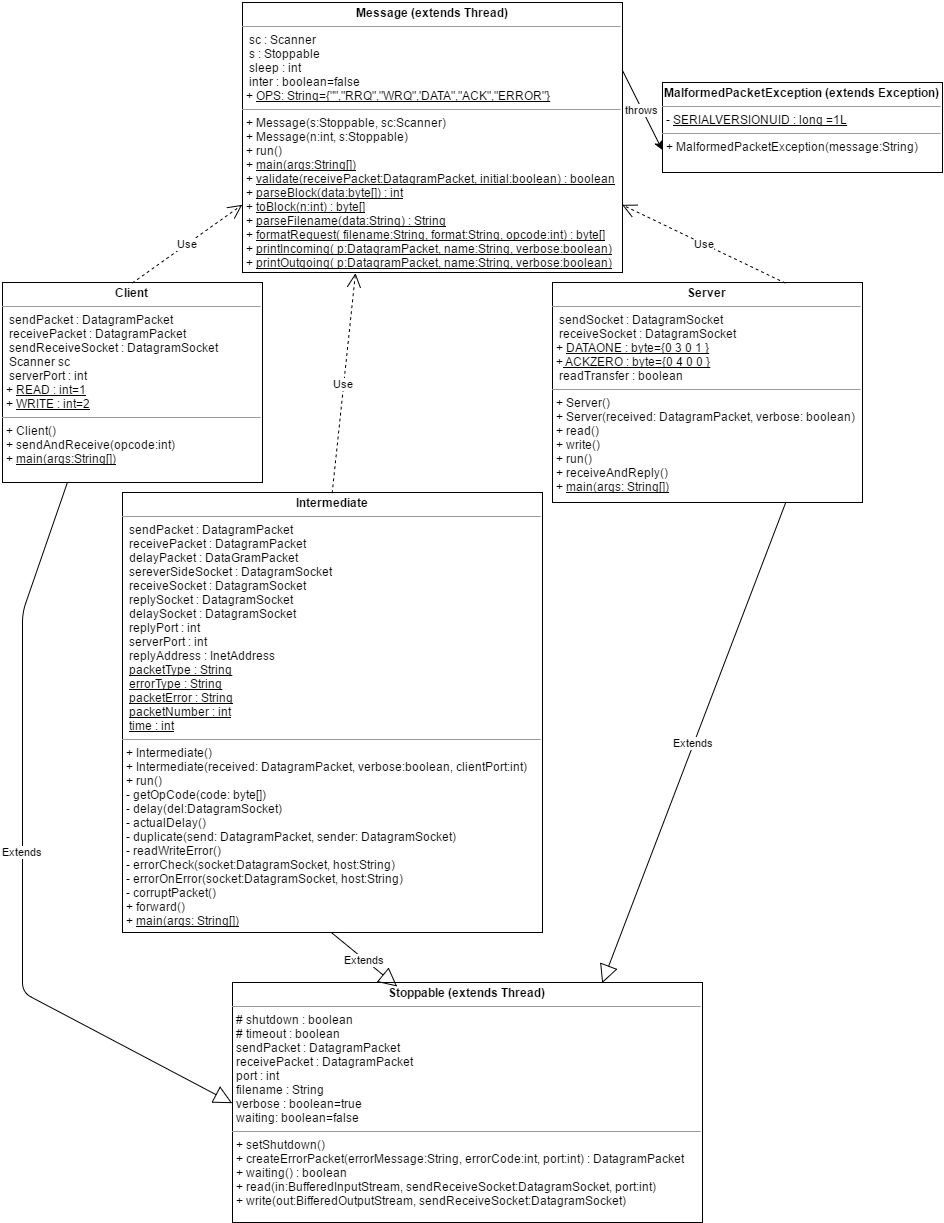 Message (extends Thread)
sc : Scanner
s : Stoppable
sleep : int
inter : boolean=false
+ OPS: String={"","RRQ","WRQ",'DATA","ACK","ERROR"}
+ Message(s:Stoppable, sc:Scanner)
+ Message(n:int, s:Stoppable)
+ run()
+ main(args:String[])
+ validate(receivePacket:DatagramPacket, initial:boolean) : boolean
+ parseBlock(data:byte[]) : int
+ toBlock(n:int) : byte[]
+ parseFilename(data:String) : String
+ formatRequest( filename:String, format:String, opcode:int) : byte[]
+ printIncoming( p:DatagramPacket, name:String, verbose:boolean)
+ printOutgoing( p:DatagramPacket, name:String, verbose:boolean)
throws
MalformedPacketException (extends Exception)
- SERIALVERSIONUID : long =1L
+ MalformedPacketException(message:String)
Use
Use
Use
Client
sendPacket : DatagramPacket
receivePacket : DatagramPacket
sendReceiveSocket : DatagramSocket
Scanner sc
serverPort : int
+ READ : int=1
+ WRITE : int=2
+ Client()
+ sendAndReceive(opcode:int)
+ main(args:String[])
Server
sendSocket : DatagramSocket
receiveSocket : DatagramSocket
+ DATAONE : byte={0 3 0 1 }
+ ACKZERO : byte={0 4 0 0 }
readTransfer : boolean
+ Server()
+ Server(received: DatagramPacket, verbose: boolean)
+ read()
+ write()
+ run()
+ receiveAndReply()
+ main(args: String[])
Intermediate
sendPacket : DatagramPacket
receivePacket : DatagramPacket
delayPacket : DataGramPacket
sereverSideSocket : DatagramSocket
receiveSocket : DatagramSocket
replySocket : DatagramSocket
delaySocket : DatagramSocket
replyPort : int
serverPort : int
replyAddress : InetAddress
packetType : String
errorType : String
packetError : String
packetNumber : int
time : int
+ Intermediate()
+ Intermediate(received: DatagramPacket, verbose:boolean, clientPort:int)
+ run()
- getOpCode(code: byte[])
- delay(del:DatagramSocket)
- actualDelay()
- duplicate(send: DatagramPacket, sender: DatagramSocket)
- readWriteError()
- errorCheck(socket:DatagramSocket, host:String)
- errorOnError(socket:DatagramSocket, host:String)
- corruptPacket()
+ forward()
+ main(args: String[])
Extends
Extends
Extends
Stoppable (extends Thread)
# shutdown : boolean
# timeout : boolean
sendPacket : DatagramPacket
receivePacket : DatagramPacket
port : int
filename : String
verbose : boolean=true
waiting: boolean=false
+ setShutdown()
+ createErrorPacket(errorMessage:String, errorCode:int, port:int) : DatagramPacket
+ waiting() : boolean
+ read(in:BufferedInputStream, sendReceiveSocket:DatagramSocket, port:int)
+ write(out:BifferedOutputStream, sendReceiveSocket:DatagramSocket)